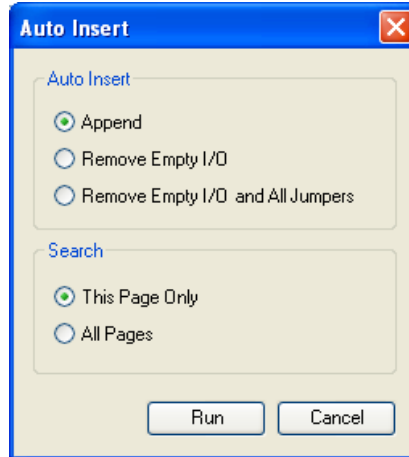 Auto Insert
Auto Insert
Append
Remove Empty I/O
Remove Empty I/O and All Jumpers
Search
This Page Only
All Pages
Run Cancel